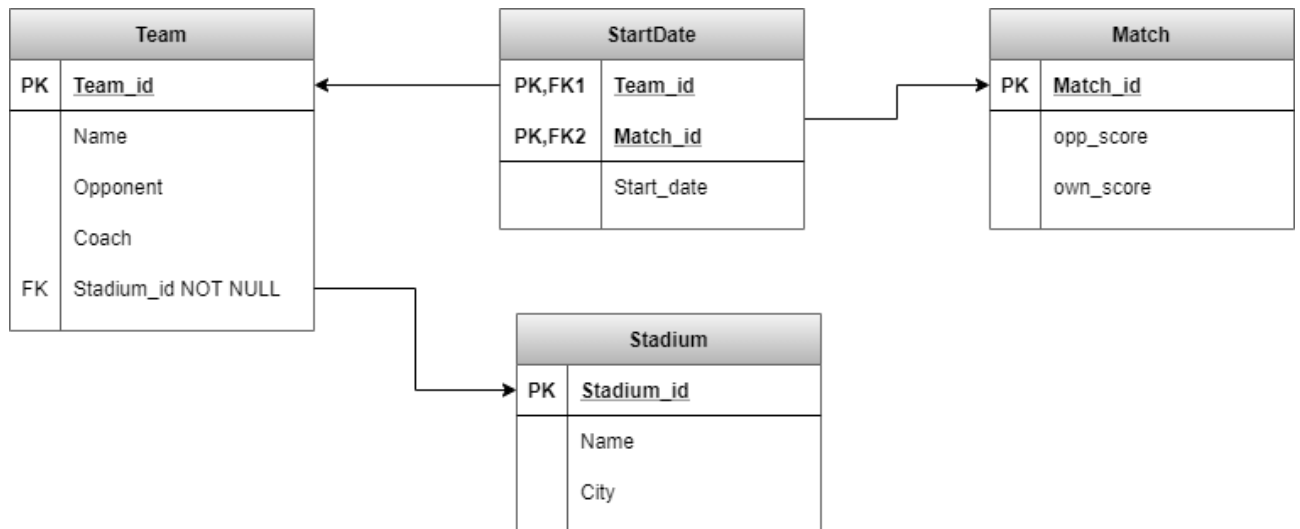 Team
PK Team_id
Name
Opponent
Coach
FK Stadium_id NOT NULL
StartDate
PK,FK1 Team_id
PK,FK2 Match_id
Start_date
Match
PK Match_id
opp_score
own_score
Stadium
PK Stadium_id
Name
City